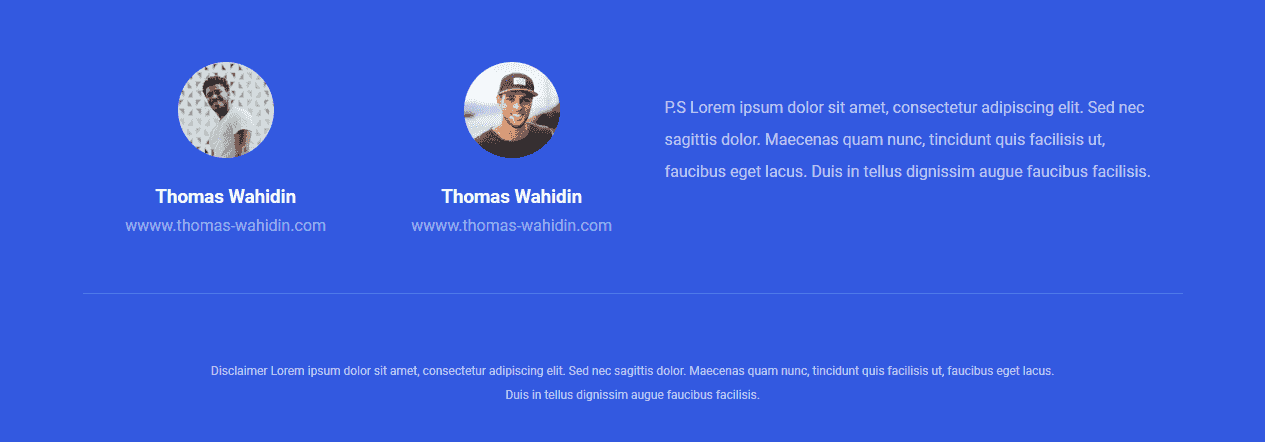 Thomas Wahidin
wwww.thomas-wahidin.com
Thomas Wahidin
wwww.thomas-wahidin.com
P.S Lorem ipsum dolor sit amet, consectetur adipiscing elit. Sed nec
sagittis dolor. Maecenas quam nunc, tincidunt quis facilisis ut,
faucibus eget lacus. Duis in tellus dignissim augue faucibus facilisis.
Disclaimer Lorem ipsum dolor sit amet, consectetur adipiscing elit. Sed nec sagittis dolor. Maecenas quam nunc, tincidunt quis facilisis ut, faucibus eget lacus.
Duis in tellus dignissim augue faucibus facilisis.